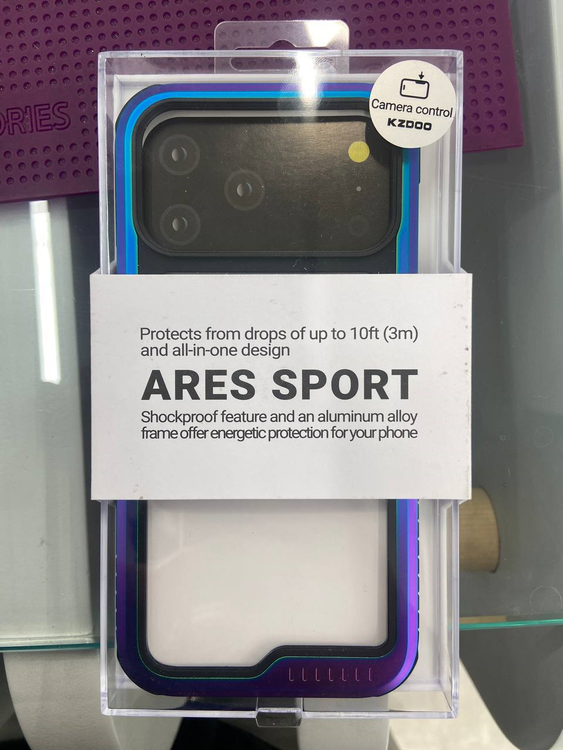 ORIES
Camera control
KZDOO
Protects from drops of up to 10ft (3m)
and all-in-one design
ARES SPORT
Shockproof feature and an aluminum alloy
frame offer energetic protection for your phone